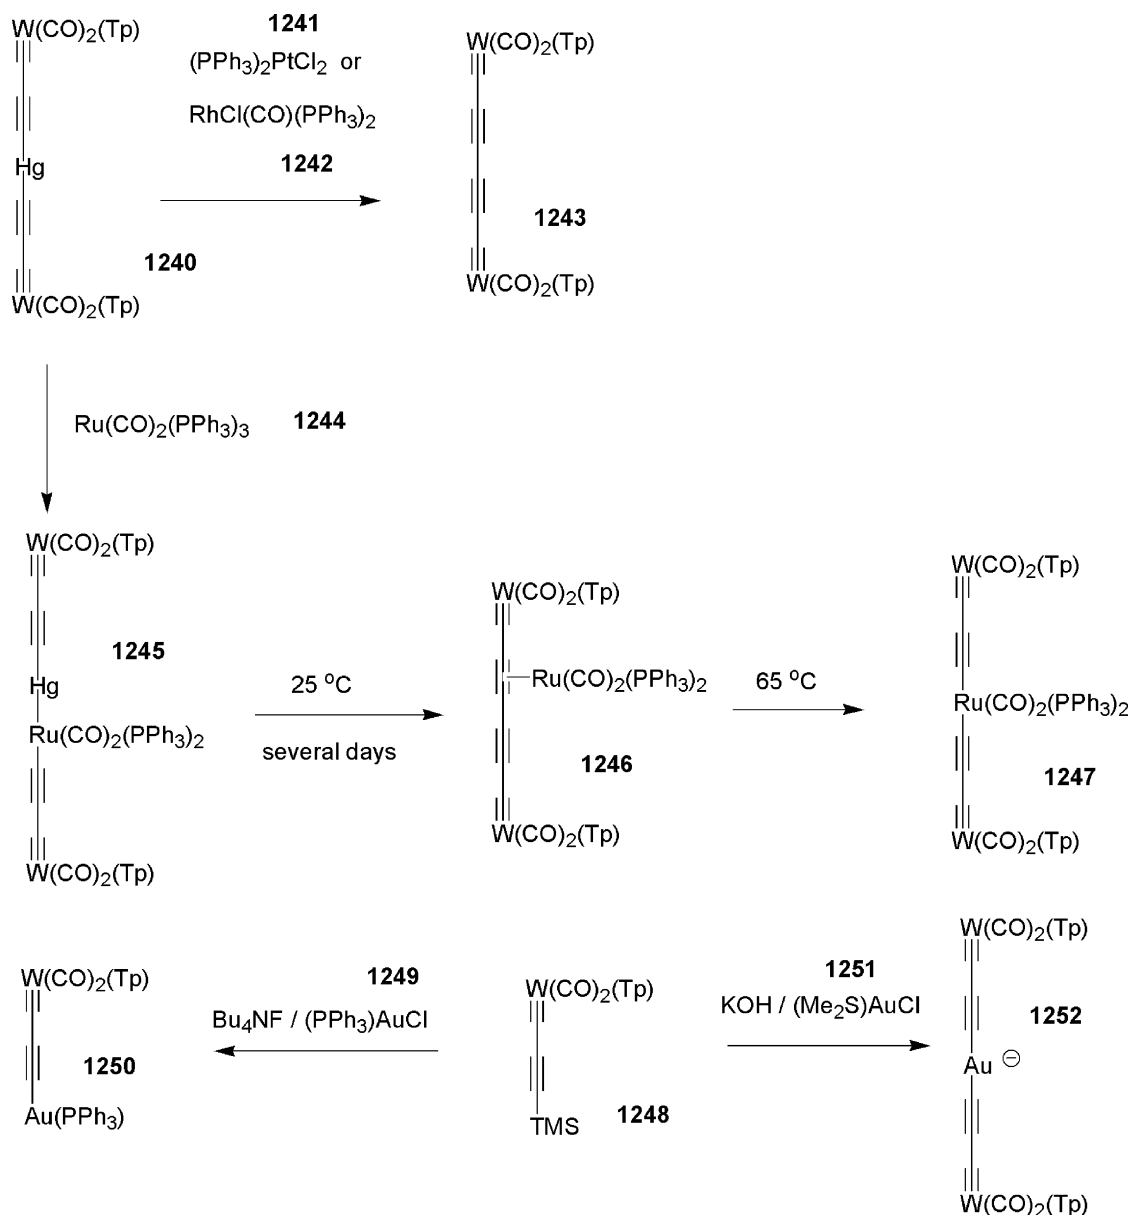 W(CO)2(Tp)
1241
(PPh3)2PtCl2 or
W(CO)2(Tp)
RhCl(CO)(PPh3)2
Hg
1242
1243
1240
W(CO)2(Tp)
W(CO)2(Tp)
Ru(CO)2(PPh3)3
1244
W(CO)2(Tp)
W(CO)2(Tp)
W(CO)2(Tp)
1245
Hg
25 oC
Ru(CO)2(PPh3)2
65 oC
Ru(CO)2(PPh3)2
Ru(CO)2(PPh3)2
several days
1246
1247
W(CO)2(Tp)
W(CO)2(Tp)
W(CO)2(Tp)
W(CO)2(Tp)
W(CO)2(Tp)
1249
W(CO)2(Tp)
1251
Bu4NF / (PPh3)AuCl
KOH / (Me2S)AuCl
1252
1250
Au ⊖
Au(PPh3)
TMS
1248
W(CO)2(Tp)